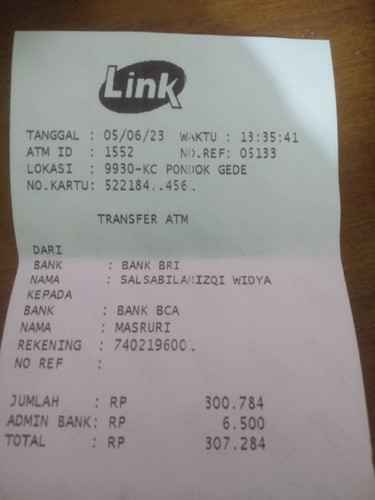 Link
TANGGAL : 05/06/23 WAKTU : 13:35:41
ATM ID : 1552 NO.REF: 05133
LOKASI : 9930-KC PONDOK GEDE
NO.KARTU: 522184..456.
TRANSFER ATM
DARI
BANK : BANK BRI
NAMA : SALSABILARIZQI WIDYA
KEPADA
BANK : BANK BCA
NAMA : MASRURI
REKENING : 740219600.
NO REF :
JUMLAH : RP 300.784
ADMIN BANK: RP 6.500
TOTAL : RP 307.284